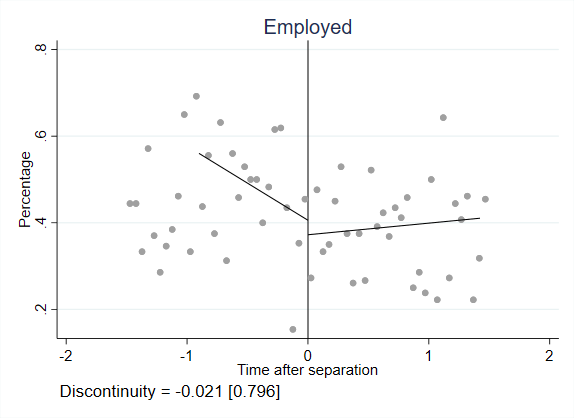 Employed
Percentage
.8
.6
.4
.2
-2 -1 0 1 2
Time after separation
Discontinuity = -0.021 [0.796]